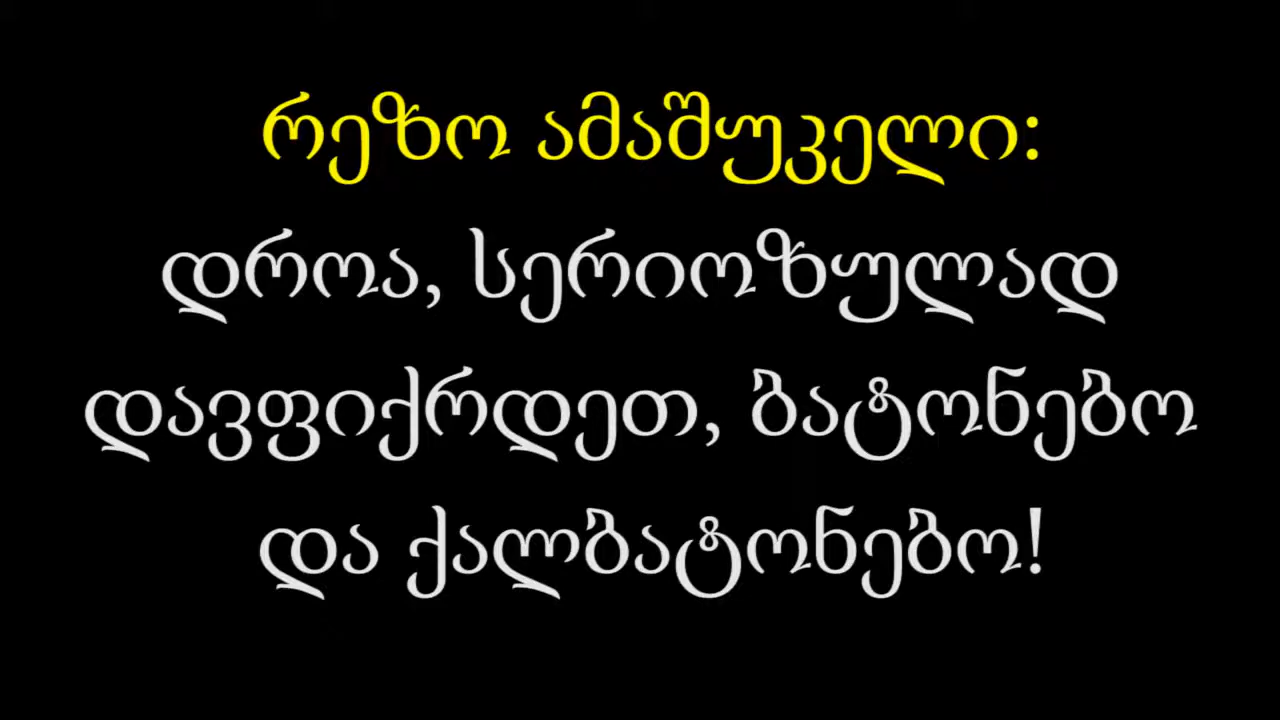 რეზო ამაშუკელი:
დროა, სერიოზულად
დავფიქრდეთ, ბატონებო
და ქალბატონებო!